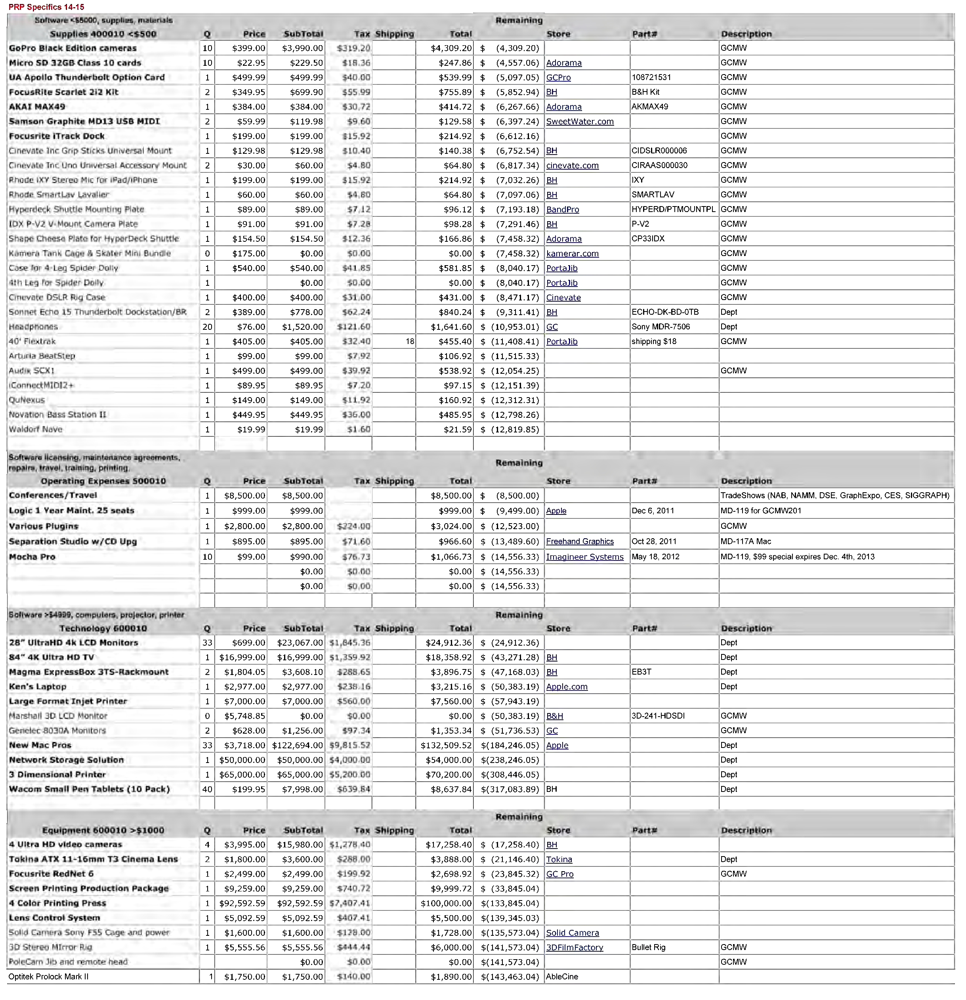 PRP Specifics 14-15
Software <$5000, supplies, materials Remaining
Supplies 400010 <$500 Q Price SubTotal Tax Shipping Total Store Part# Description
GoPro Black Edition cameras 10 $399.00 $3,990.00 $319.20 $4,309.20 $ (4,309.20) GCMW
Micro SD 32GB Class 10 cards 10 $22.95 $229.50 $18.36 $247.86 $ (4,557.06) Adorama GCMW
UA Apollo Thunderbolt Option Card 1 $499.99 $499.99 $40.00 $539.99 $ (5,097.05) GCPro 108721531 GCMW
FocusRite Scarlet 2i2 Kit 2 $349.95 $699.90 $55.99 $755.89 $ (5,852.94) BH B&H Kit GCMW
AKAI MAX49 1 $384.00 $384.00 $30.72 $414.72 $ (6,267.66) Adorama AKMAX49 GCMW
Samson Graphite MD13 USB MIDI 2 $59.99 $119.98 $9.60 $129.58 $ (6,397.24) SweetWater.com GCMW
Focusrite iTrack Dock 1 $199.00 $199.00 $15.92 $214.92 $ (6,612.16) GCMW
Cinevate Inc Grip Sticks Universal Mount 1 $129.98 $129.98 $10.40 $140.38 $ (6,752.54) BH CIDSLR000006 GCMW
Cinevate Inc Uno Universal Accessory Mount 2 $30.00 $60.00 $4.80 $64.80 $ (6,817.34) cinevate.com CIRAAS000030 GCMW
Rhode iXY Stereo Mic for iPad/iPhone 1 $199.00 $199.00 $15.92 $214.92 $ (7,032.26) BH IXY GCMW
Rhode SmartLav Lavalier 1 $60.00 $60.00 $4.80 $64.80 $ (7,097.06) BH SMARTLAV GCMW
Hyperdeck Shuttle Mounting Plate 1 $89.00 $89.00 $7.12 $96.12 $ (7,193.18) BandPro HYPERD/PTMOUNTPL GCMW
IDX P-V2 V-Mount Camera Plate 1 $91.00 $91.00 $7.28 $98.28 $ (7,291.46) BH P-V2 GCMW
Shape Cheese Plate for HyperDeck Shuttle 1 $154.50 $154.50 $12.36 $166.86 $ (7,458.32) Adorama CP33IDX GCMW
Kamera Tank Cage & Skater Mini Bundle 0 $175.00 $0.00 $0.00 $0.00 $ (7,458.32) kamerar.com GCMW
Case for 4-Leg Spider Dolly 1 $540.00 $540.00 $41.85 $581.85 $ (8,040.17) PortaJib GCMW
4th Leg for Spider Dolly 1 $0.00 $0.00 $0.00 $ (8,040.17) PortaJib GCMW
Cinevate DSLR Rig Case 1 $400.00 $400.00 $31.00 $431.00 $ (8,471.17) Cinevate GCMW
Sonnet Echo 15 Thunderbolt Dockstation/BR 2 $389.00 $778.00 $62.24 $840.24 $ (9,311.41) BH ECHO-DK-BD-0TB Dept
Headphones 20 $76.00 $1,520.00 $121.60 $1,641.60 $ (10,953.01) GC Sony MDR-7506 Dept
40' Flextrak 1 $405.00 $405.00 $32.40 18 $455.40 $ (11,408.41) PortaJib shipping $18 GCMW
Arturia BeatStep 1 $99.00 $99.00 $7.92 $106.92 $ (11,515.33)
Audix SCX1 1 $499.00 $499.00 $39.92 $538.92 $ (12,054.25) GCMW
iConnectMIDI2+ 1 $89.95 $89.95 $7.20 $97.15 $ (12,151.39)
QuNexus 1 $149.00 $149.00 $11.92 $160.92 $ (12,312.31)
Novation Bass Station II 1 $449.95 $449.95 $36.00 $485.95 $ (12,798.26)
Waldorf Nave 1 $19.99 $19.99 $1.60 $21.59 $ (12,819.85)
Software licensing, maintenance agreements,
repairs, travel, training, printing. Remaining
Operating Expenses 500010 Q Price SubTotal Tax Shipping Total Store Part# Description
Conferences/Travel 1 $8,500.00 $8,500.00 $8,500.00 $ (8,500.00) TradeShows (NAB, NAMM, DSE, GraphExpo, CES, SIGGRAPH)
Logic 1 Year Maint. 25 seats 1 $999.00 $999.00 $999.00 $ (9,499.00) Apple Dec 6, 2011 MD-119 for GCMW201
Various Plugins 1 $2,800.00 $2,800.00 $224.00 $3,024.00 $ (12,523.00) GCMW
Separation Studio w/CD Upg 1 $895.00 $895.00 $71.60 $966.60 $ (13,489.60) Freehand Graphics Oct 28, 2011 MD-117A Mac
Mocha Pro 10 $99.00 $990.00 $76.73 $1,066.73 $ (14,556.33) Imagineer Systems May 18, 2012 MD-119, $99 special expires Dec. 4th, 2013
$0.00 $0.00 $0.00 $ (14,556.33)
$0.00 $0.00 $0.00 $ (14,556.33)
Software >$4999, computers, projector, printer Remaining
Technology 600010 Q Price SubTotal Tax Shipping Total Store Part# Description
28" UltraHD 4k LCD Monitors 33 $699.00 $23,067.00 $1,845.36 $24,912.36 $ (24,912.36) Dept
84" 4K Ultra HD TV 1 $16,999.00 $16,999.00 $1,359.92 $18,358.92 $ (43,271.28) BH Dept
Magma ExpressBox 3TS-Rackmount 2 $1,804.05 $3,608.10 $288.65 $3,896.75 $ (47,168.03) BH EB3T Dept
Ken's Laptop 1 $2,977.00 $2,977.00 $238.16 $3,215.16 $ (50,383.19) Apple.com Dept
Large Format Injet Printer 1 $7,000.00 $7,000.00 $560.00 $7,560.00 $ (57,943.19)
Marshall 3D LCD Monitor 0 $5,748.85 $0.00 $0.00 $0.00 $ (50,383.19) B&H 3D-241-HDSDI GCMW
Genelec 8030A Monitors 2 $628.00 $1,256.00 $97.34 $1,353.34 $ (51,736.53) GC GCMW
New Mac Pros 33 $3,718.00 $122,694.00 $9,815.52 $132,509.52 $(184,246.05) Apple Dept
Network Storage Solution 1 $50,000.00 $50,000.00 $4,000.00 $54,000.00 $(238,246.05) Dept
3 Dimensional Printer 1 $65,000.00 $65,000.00 $5,200.00 $70,200.00 $(308,446.05) Dept
Wacom Small Pen Tablets (10 Pack) 40 $199.95 $7,998.00 $639.84 $8,637.84 $(317,083.89) BH Dept
Remaining
Equipment 600010 >$1000 Q Price SubTotal Tax Shipping Total Store Part# Description
4 Ultra HD video cameras 4 $3,995.00 $15,980.00 $1,278.40 $17,258.40 $ (17,258.40) BH
Tokina ATX 11-16mm T3 Cinema Lens 2 $1,800.00 $3,600.00 $288.00 $3,888.00 $ (21,146.40) Tokina Dept
Focusrite RedNet 6 1 $2,499.00 $2,499.00 $199.92 $2,698.92 $ (23,845.32) GC Pro GCMW
Screen Printing Production Package 1 $9,259.00 $9,259.00 $740.72 $9,999.72 $ (33,845.04)
4 Color Printing Press 1 $92,592.59 $92,592.59 $7,407.41 $100,000.00 $(133,845.04)
Lens Control System 1 $5,092.59 $5,092.59 $407.41 $5,500.00 $(139,345.03)
Solid Camera Sony F55 Cage and power 1 $1,600.00 $1,600.00 $128.00 $1,728.00 $(135,573.04) Solid Camera
3D Stereo MIrror Rig 1 $5,555.56 $5,555.56 $444.44 $6,000.00 $(141,573.04) 3DFilmFactory Bullet Rig GCMW
PoleCam Jib and remote head $0.00 $0.00 $0.00 $(141,573.04) GCMW
Optitek Prolock Mark II 1 $1,750.00 $1,750.00 $140.00 $1,890.00 $(143,463.04) AbleCine